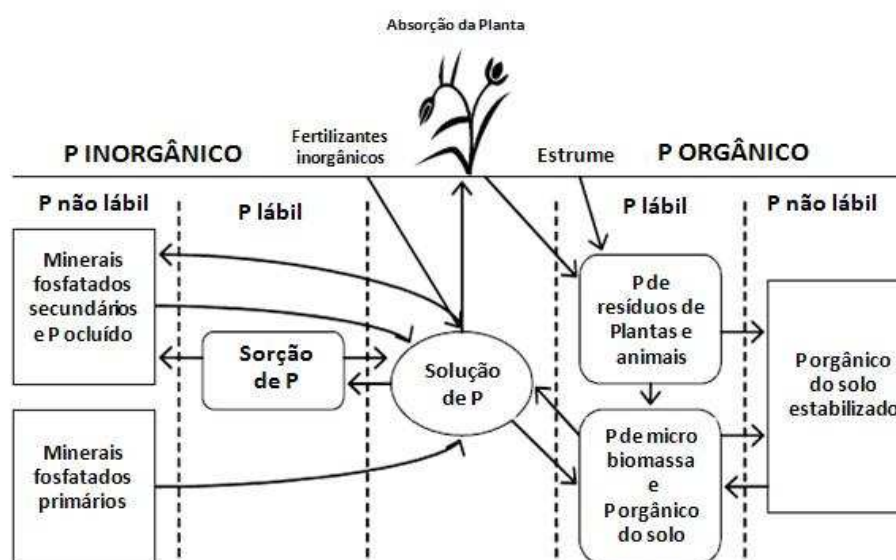 Absorção da Planta
P INORGÂNICO
Fertilizantes
inorgânicos
Estrume
P ORGÂNICO
P não lábil
P lábil
P lábil
P não lábil
Minerais
fosfatados
secundários
e P ocluído
Sorção
de P
Solução
de P
P de
resíduos de
Plantas e
animais
P orgânico
do solo
estabilizado
Minerais
fosfatados
primários
P de micro
biomassa
e
P orgânico
do solo